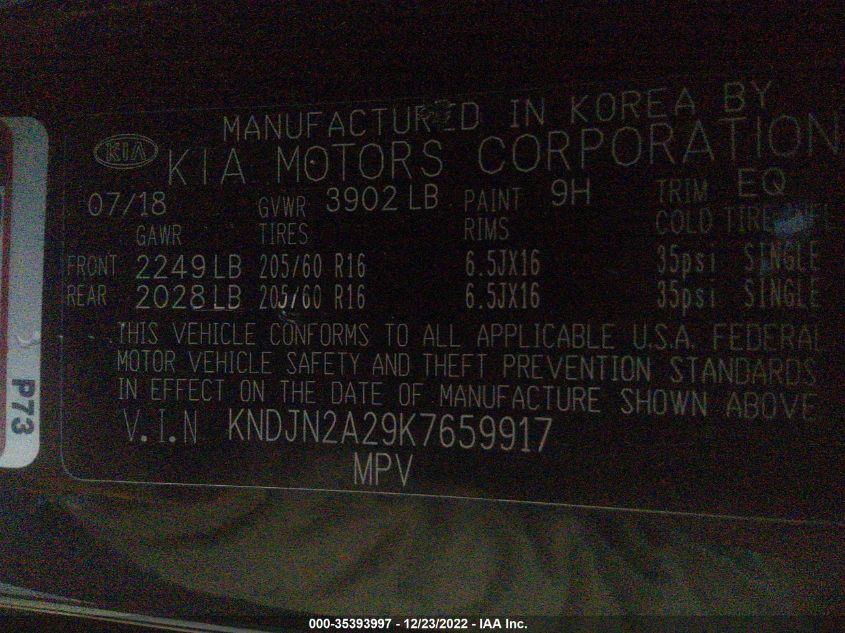 MANUFACTURED IN KOREA BY
KIA KIA MOTORS CORPORATION
07/18 GVWR 3902 LB PAINT 9H TRIM EQ
GAWR TIRES RIMS COLD TIRE
FRONT 2249 LB 205/60 R16 6.5JX16 35psi SINGLE
REAR 2028 LB 205/60 R16 6.5JX16 35psi SINGLE
THIS VEHICLE CONFORMS TO ALL APPLICABLE U.S.A. FEDERAL
MOTOR VEHICLE SAFETY AND THEFT PREVENTION STANDARDS
IN EFFECT ON THE DATE OF MANUFACTURE SHOWN ABOVE
V.I.N KNDJN2A29K7659917
MPV
P73
000-35393997 - 12/23/2022 - IAA Inc.